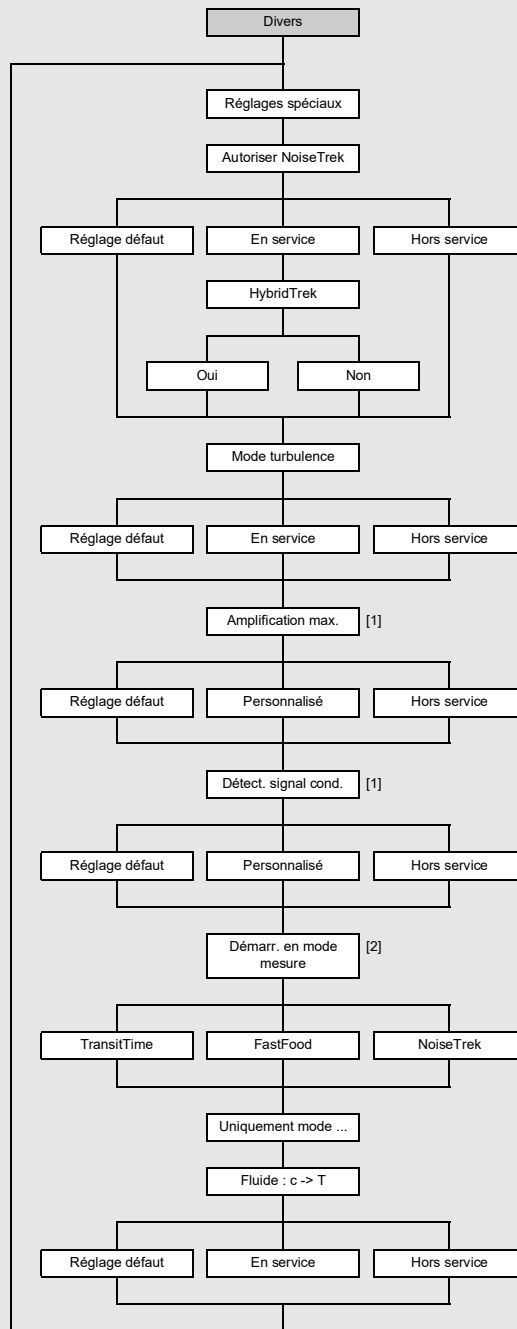 Divers
Réglages spéciaux
Autoriser NoiseTrek
Réglage défaut
En service
Hors service
HybridTrek
Oui
Non
Mode turbulence
Réglage défaut
En service
Hors service
Amplification max.
[1]
Réglage défaut
Personnalisé
Hors service
Détect. signal cond.
[1]
Réglage défaut
Personnalisé
Hors service
Démarr. en mode
mesure
[2]
TransitTime
FastFood
NoiseTrek
Uniquement mode ...
Fluide : c -> T
Réglage défaut
En service
Hors service